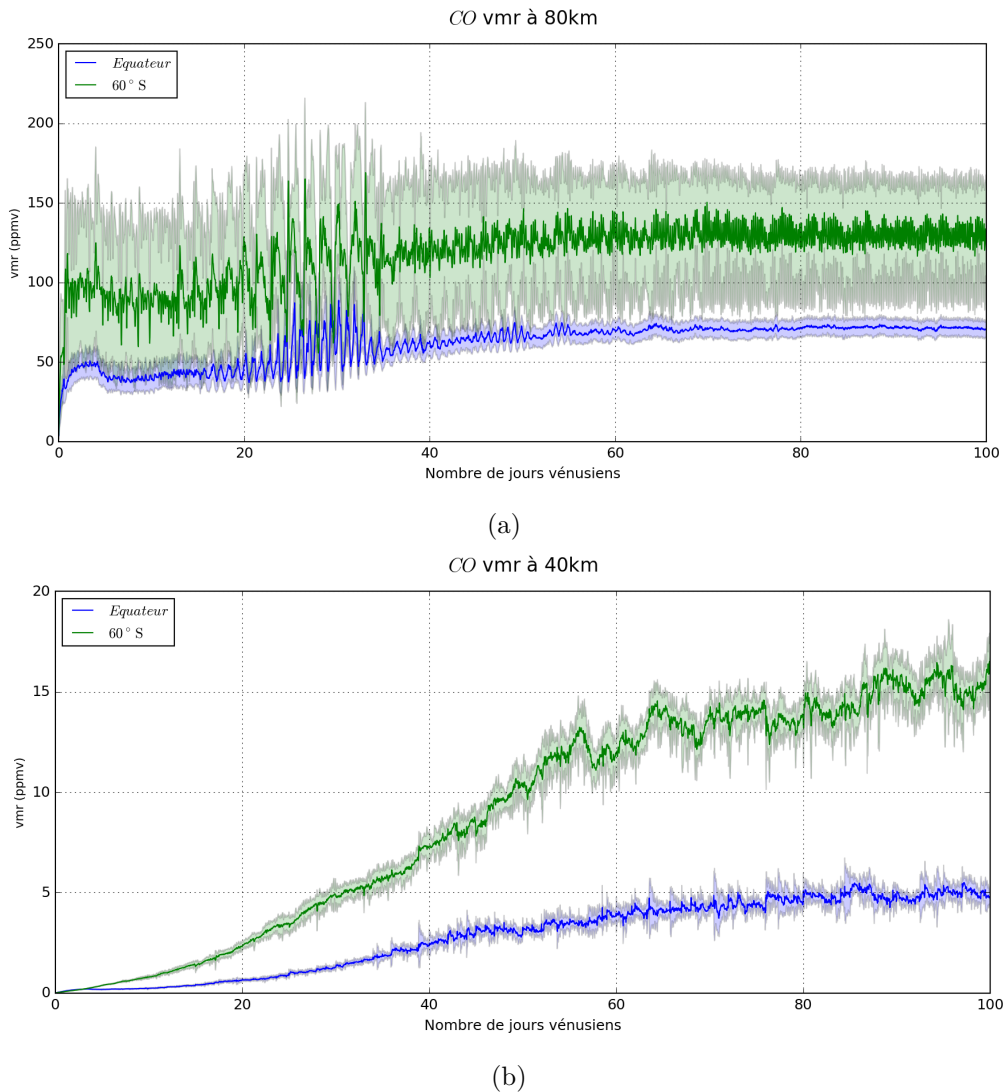 CO vmr à 80km
250
200
150
100
50
0
vmr (ppmv)
Equateur
60° S
0 20 40 60 80 100
Nombre de jours vénusiens
(a)
CO vmr à 40km
20
15
10
5
0
vmr (ppmv)
Equateur
60° S
0 20 40 60 80 100
Nombre de jours vénusiens
(b)